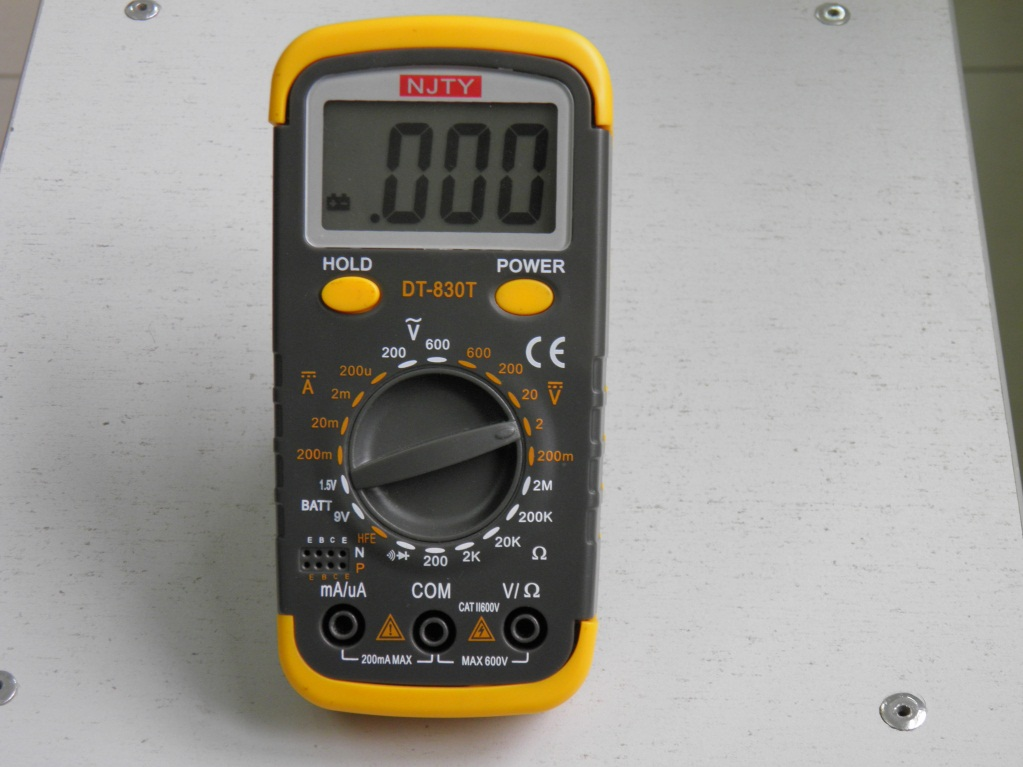 NJTY
.000
HOLD
POWER
DT-830T
Ṽ
200
600
600
200
20
V
2
200m
2M
200K
20K
Ω
2K
200
HFE
9V
BATT
1.5V
200m
20m
2m
A
200u
CE
E B C E
N
P
E B C E
mA/uA
COM
V/Ω
CAT II600V
200mA MAX
MAX 600V